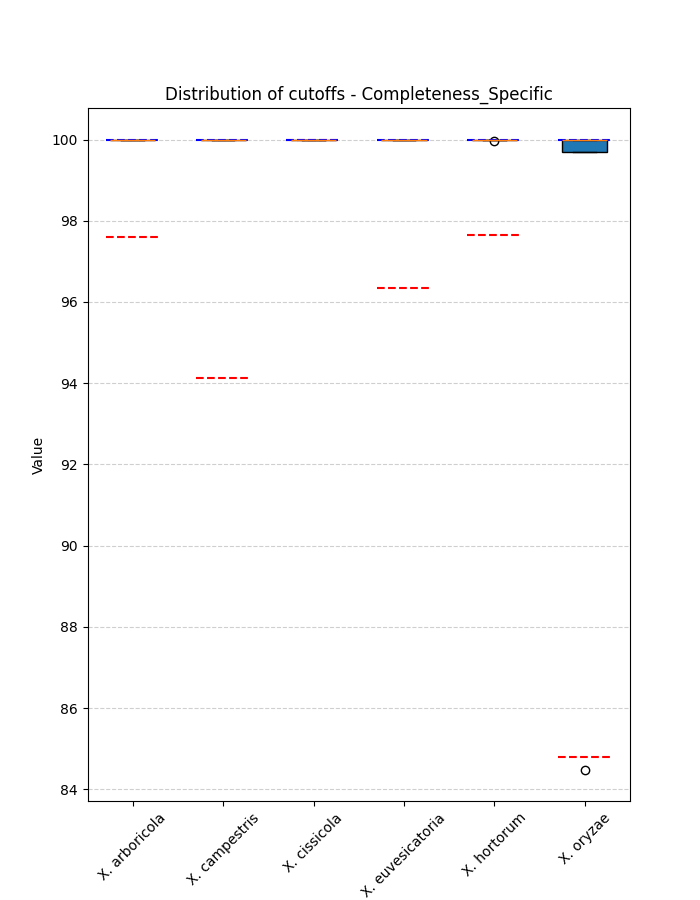 Distribution of cutoffs - Completeness_Specific
Value
100
98
96
94
92
90
88
86
84
X. arboricola
X. campestris
X. cissicola
X. euvesicatoria
X. hortorum
X. oryzae